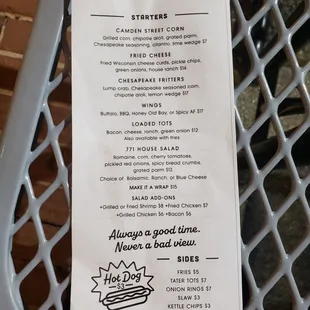 STARTERS
CAMDEN STREET CORN
Grilled corn, chipotle aioli, grated parm,
Chesapeake seasoning, cilantro, lime wedge $7
FRIED CHEESE
Fried Wisconsin cheese curds, pickle chips,
green onions, house ranch $14
CHESAPEAKE FRITTERS
Lump crab, Chesapeake seasoned corn,
chipotle aioli, lemon wedge $17
WINGS
Buffalo, BBQ, Honey Old Bay, or Spicy AF $17
LOADED TOTS
Bacon, cheese, ranch, green onion $12
Also available with fries
771 HOUSE SALAD
Romaine, corn, cherry tomatoes,
pickled red onions, spicy bread crumbs,
grated parm $12
Choice of Balsamic, Ranch, or Blue Cheese
MAKE IT A WRAP $15
SALAD ADD-ONS
+Grilled or Fried Shrimp $8 +Fried Chicken $7
+Grilled Chicken $6 +Bacon $6
Always a good time.
Never a bad view.
Hot Dog
$3
SIDES
FRIES $5
TATER TOTS $7
ONION RINGS $7
SLAW $3
KETTLE CHIPS $3